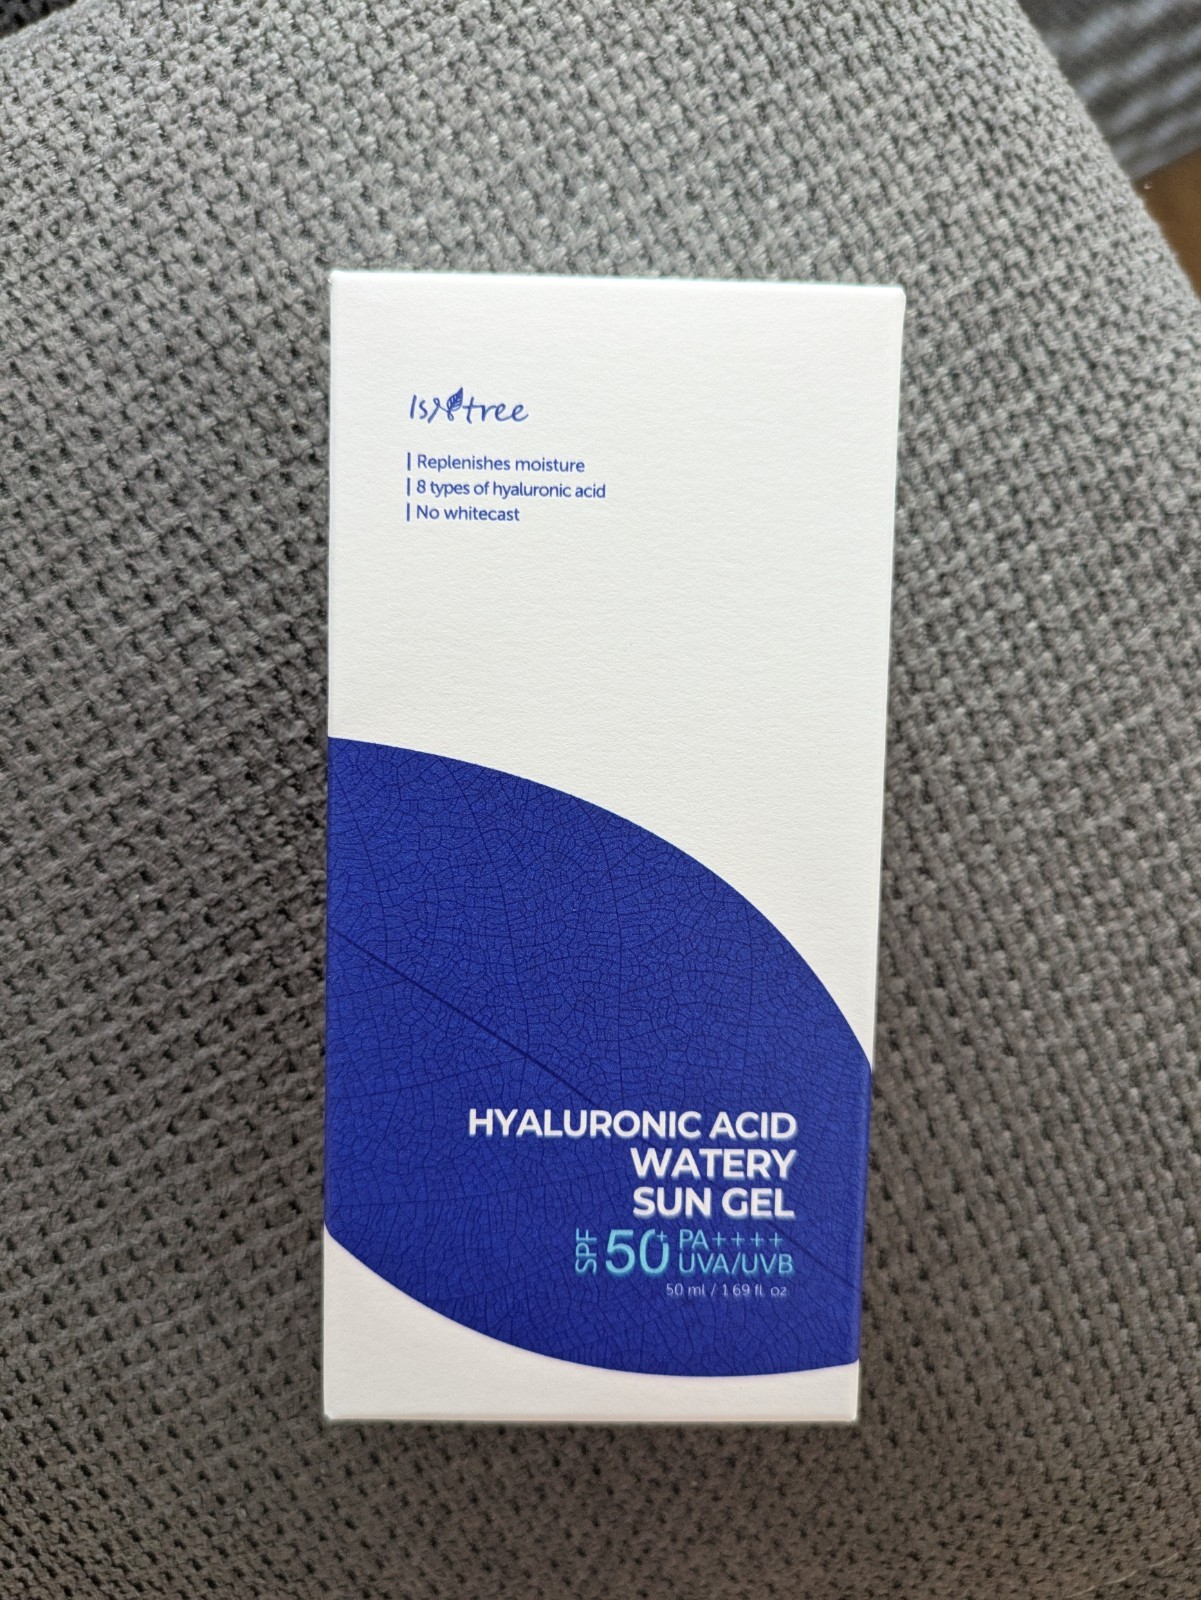 Isntree
Replenishes moisture
8 types of hyaluronic acid
No whitecast
HYALURONIC ACID
WATERY
SUN GEL
SPF 50+ PA++++
UVA/UVB
50 ml / 1.69 fl. oz